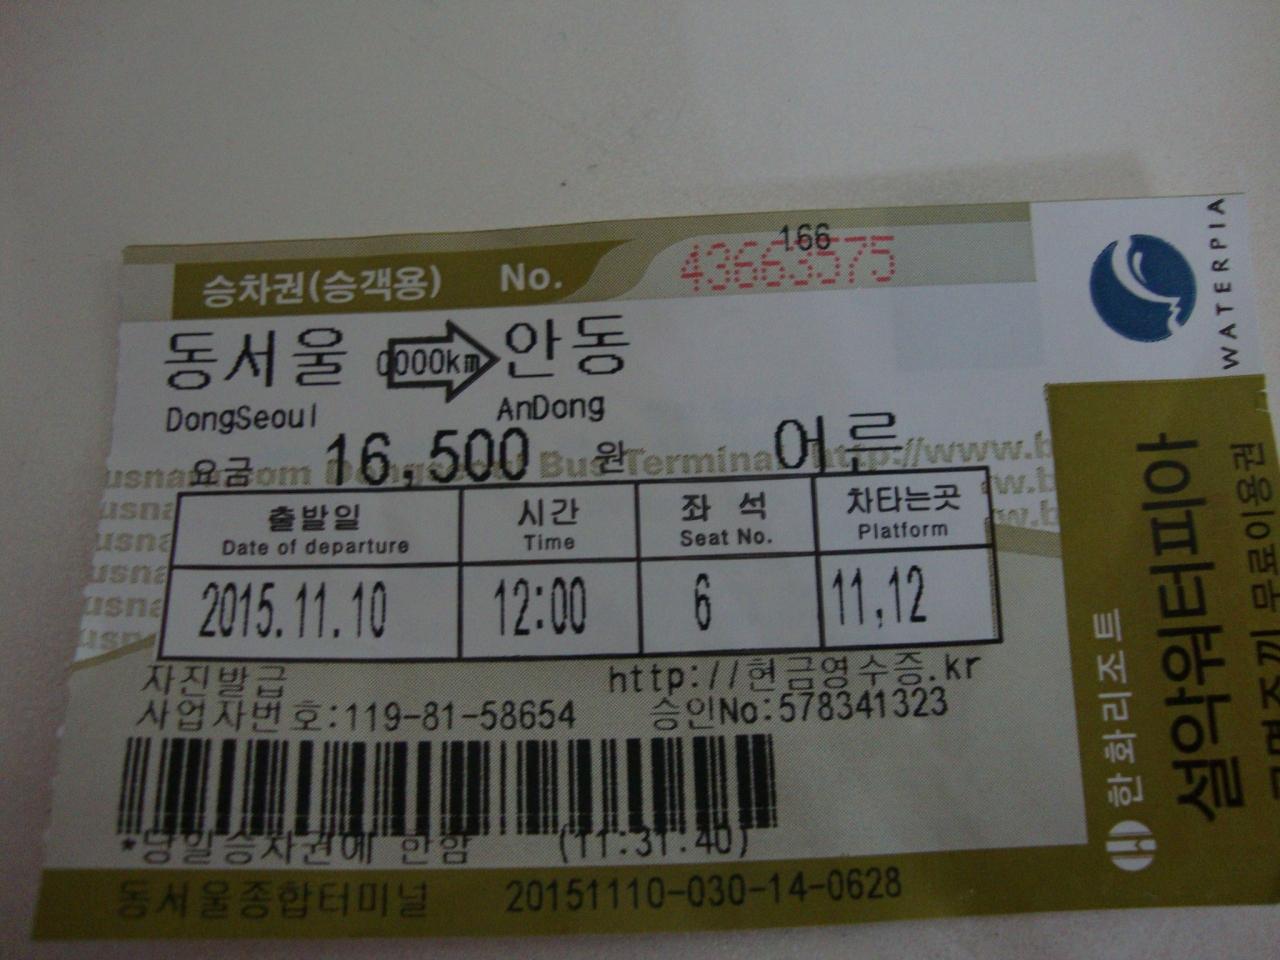 166
승차권(승객용) No. 43663575
동서울 0000km 안동
DongSeoul AnDong
요금 16,500 원 어른
출발일 시간 좌 석 차타는곳
Date of departure Time Seat No. Platform
2015.11.10 12:00 6 11,12
자진발급 http://현금영수증.kr
사업자번호:119-81-58654 승인No:578341323
*당일승차권에 한함 (11:31:40)
동서울종합터미널 20151110-030-14-0628
WATERPIA
한화리조트
설악워터피아
무료이용권